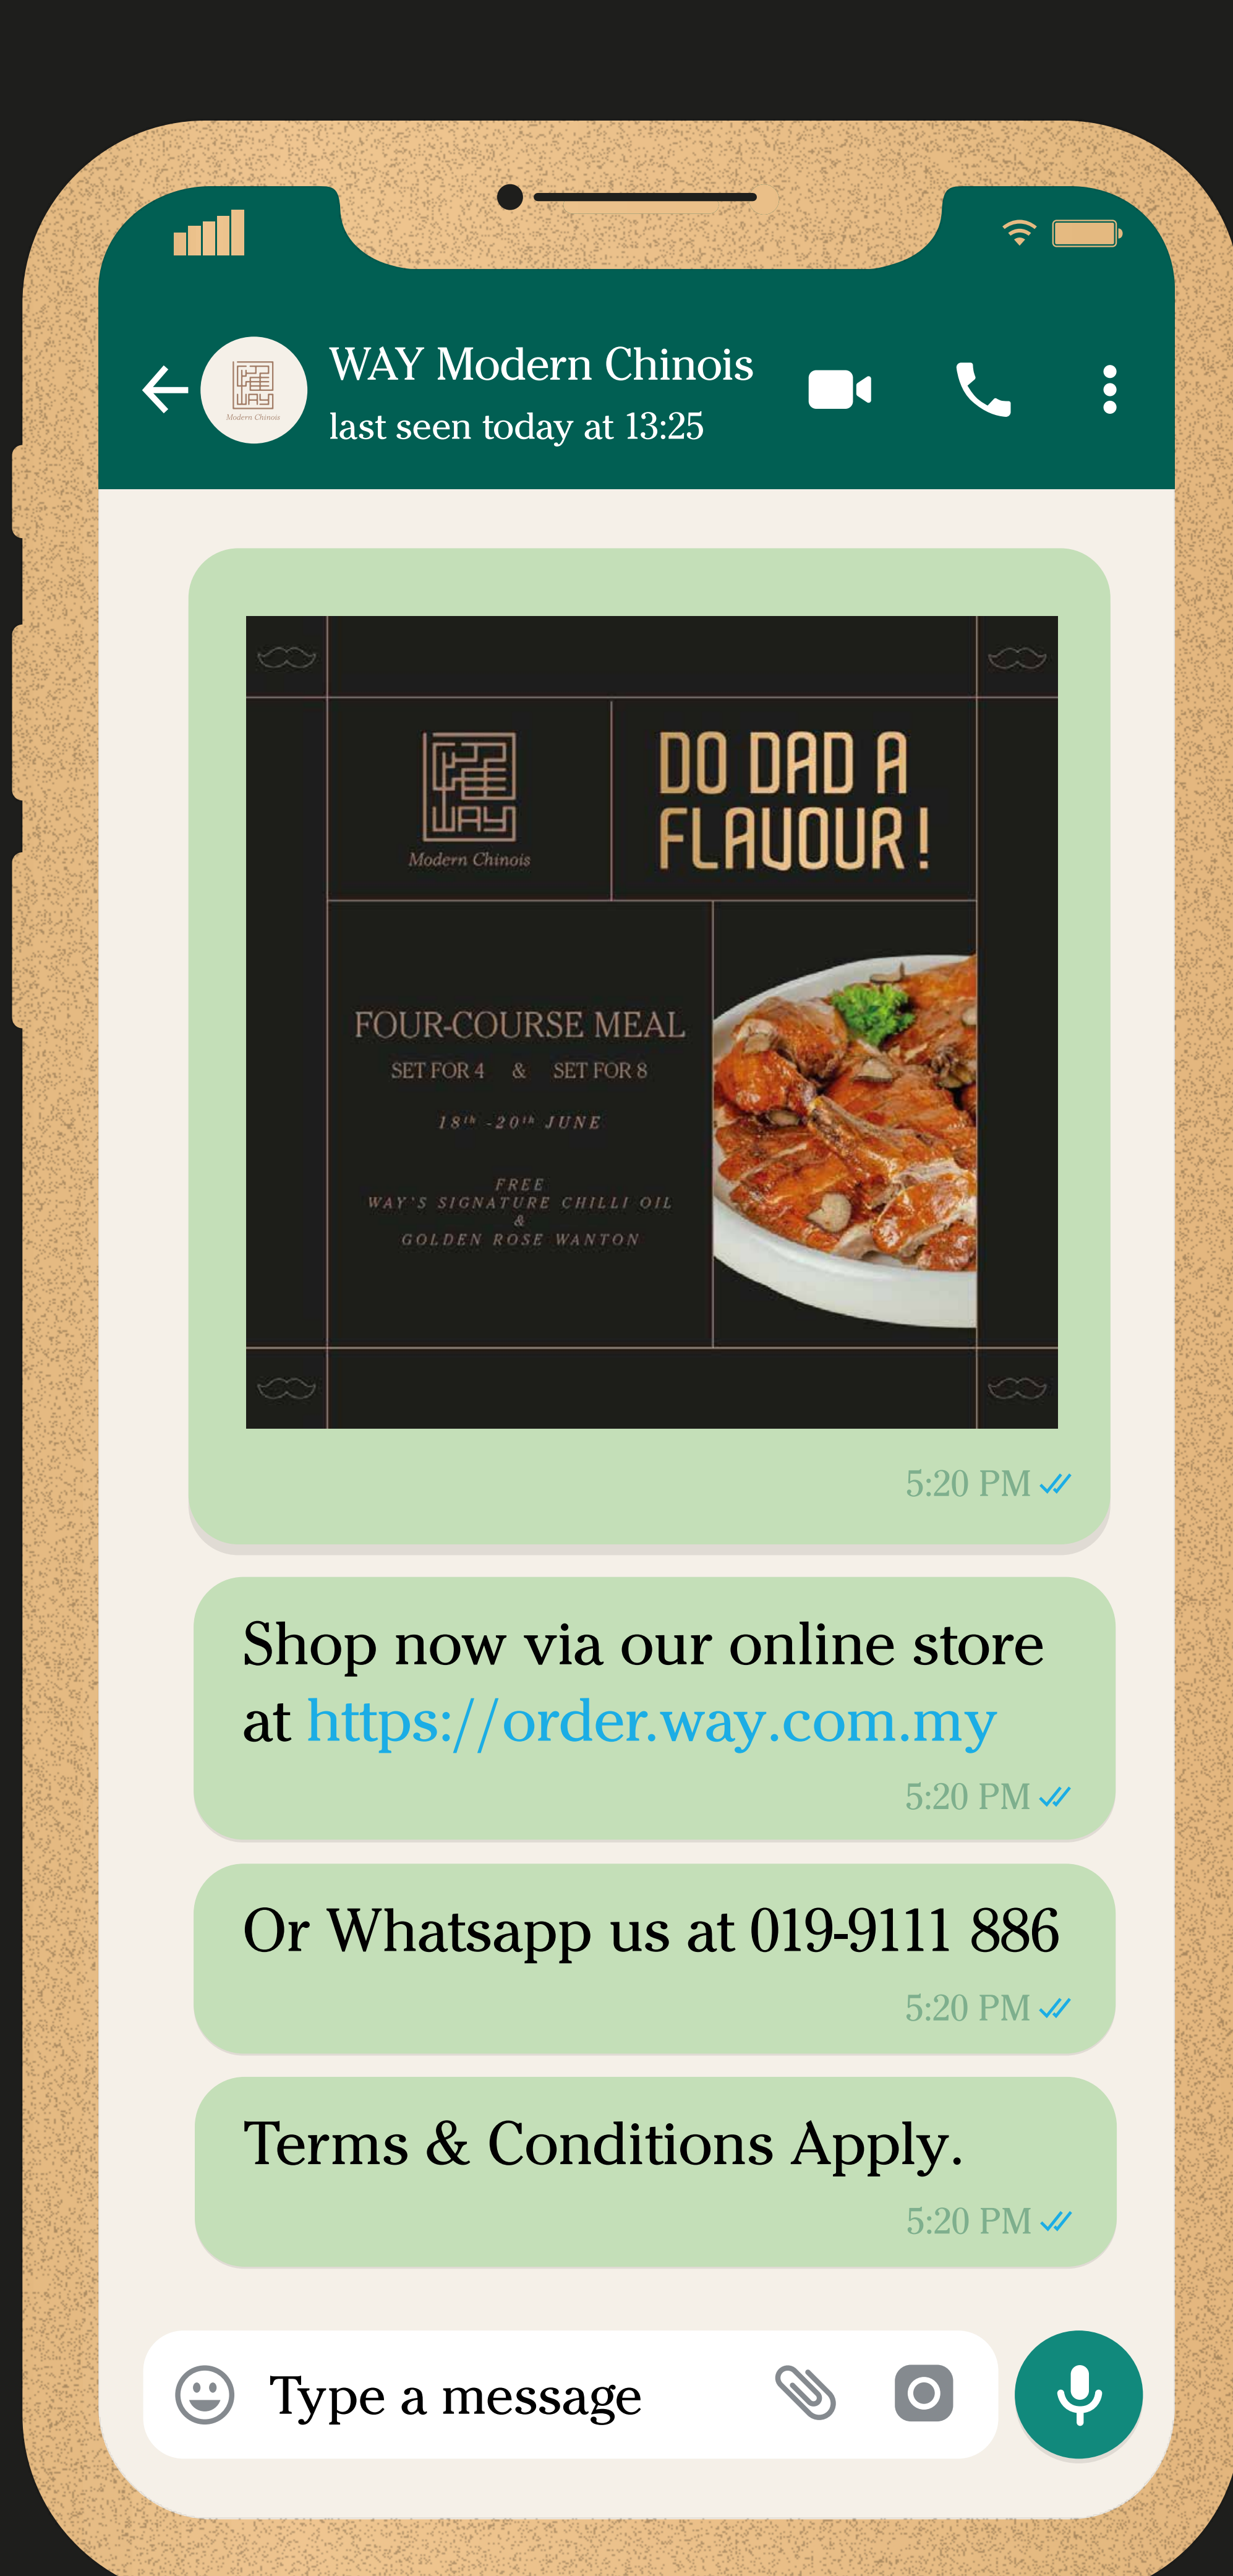 WAY Modern Chinois
last seen today at 13:25
WAY
Modern Chinois
WAY
Modern Chinois
DO DAD A
FLAVOUR!
FOUR-COURSE MEAL
SET FOR 4 & SET FOR 8
18th -20th JUNE
FREE
WAY'S SIGNATURE CHILLI OIL
&
GOLDEN ROSE WANTON
5:20 PM
Shop now via our online store
at https://order.way.com.my
5:20 PM
Or Whatsapp us at 019-9111 886
5:20 PM
Terms & Conditions Apply.
5:20 PM
Type a message